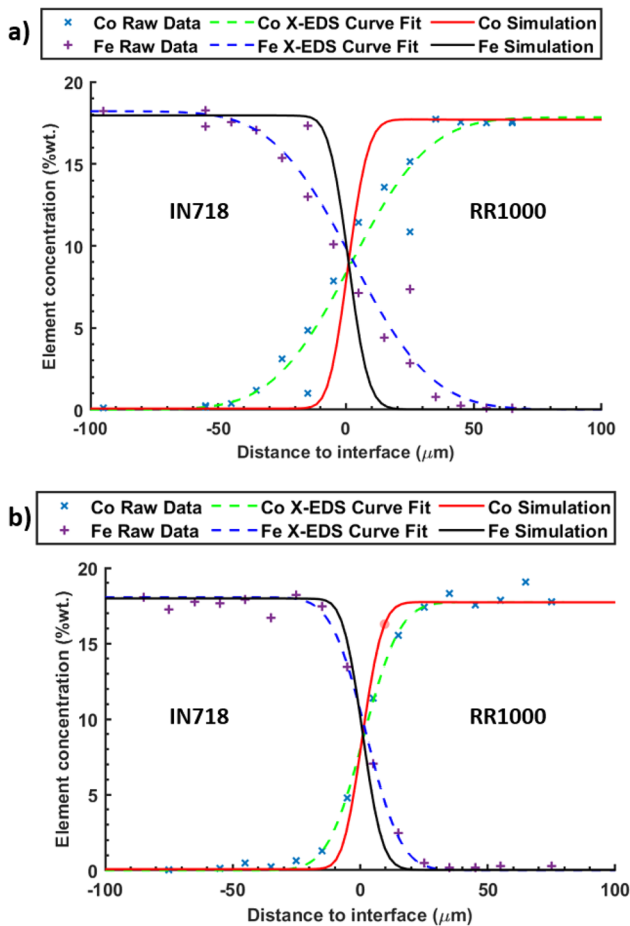 a)
Co Raw Data Co X-EDS Curve Fit Co Simulation
Fe Raw Data Fe X-EDS Curve Fit Fe Simulation
20
15
10
5
0
Element concentration (%wt.)
IN718
RR1000
-100 -50 0 50 100
Distance to interface (μm)
b)
Co Raw Data Co X-EDS Curve Fit Co Simulation
Fe Raw Data Fe X-EDS Curve Fit Fe Simulation
20
15
10
5
0
Element concentration (%wt.)
IN718
RR1000
-100 -50 0 50 100
Distance to interface (μm)